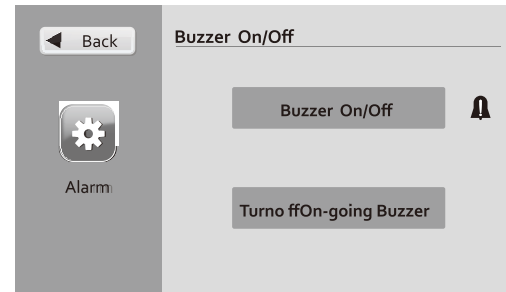 Back
Buzzer On/Off
Buzzer On/Off
Alarm
Turno ffOn-going Buzzer